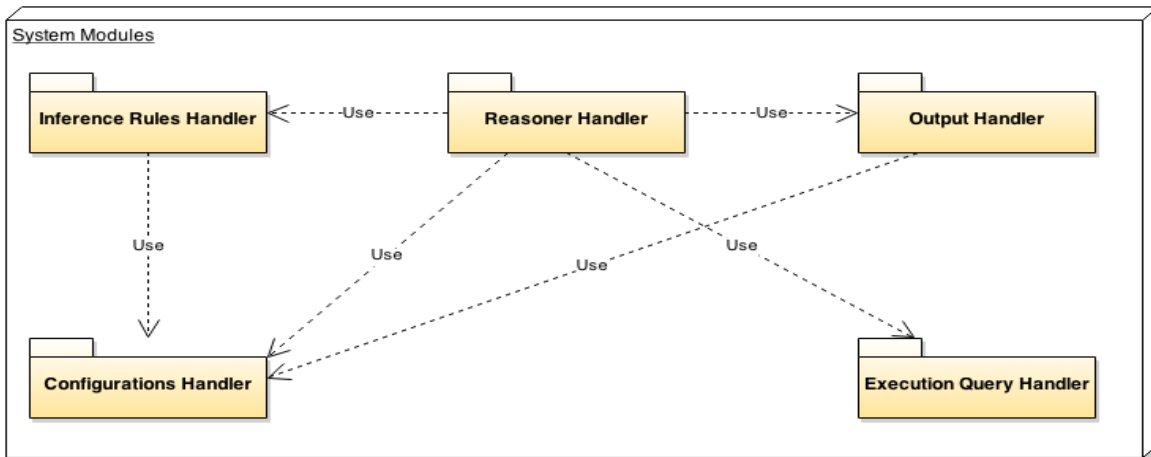 System Modules
Inference Rules Handler
Use
Reasoner Handler
Use
Output Handler
Use
Use
Use
Use
Configurations Handler
Execution Query Handler